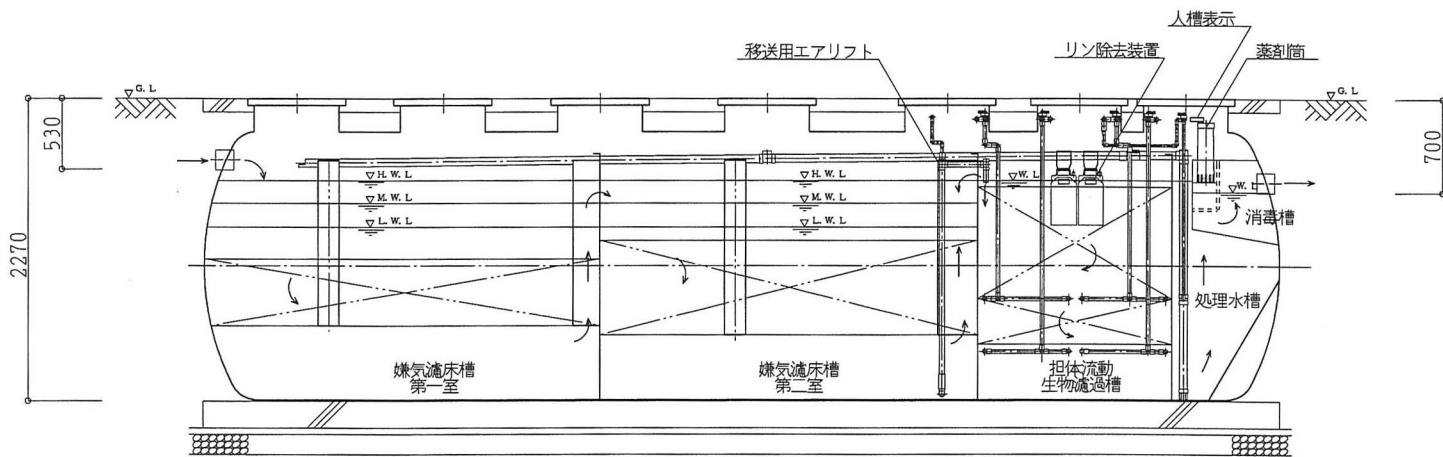 人槽表示
移送用エアリフト
リン除去装置
薬剤筒
G. L
G. L
530
700
2270
H. W. L
M. W. L
L. W. L
H. W. L
M. W. L
L. W. L
W. L
W.
消毒槽
処理水槽
嫌気濾床槽
第一室
嫌気濾床槽
第二室
担体流動
生物濾過槽